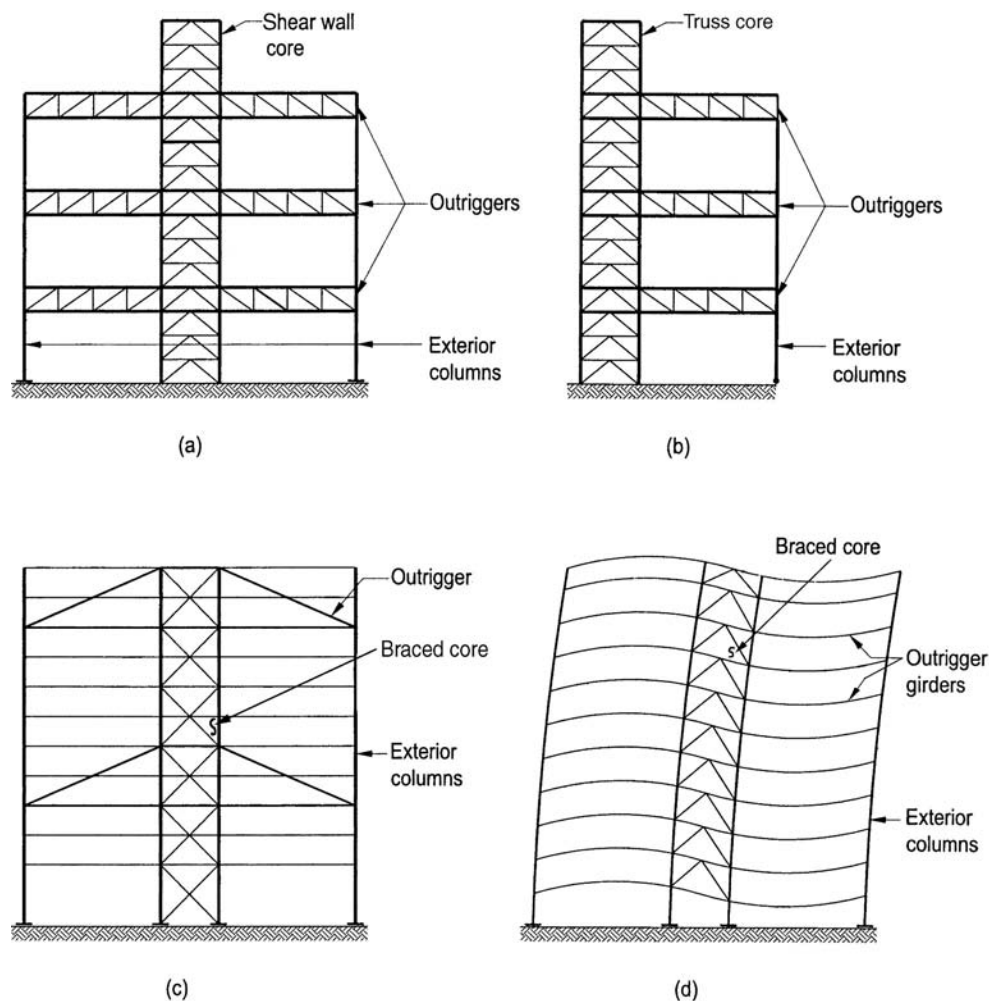 Shear wall
core
Outriggers
Exterior
columns
(a)
Truss core
Outriggers
Exterior
columns
(b)
Outrigger
Braced core
Exterior
columns
(c)
Braced core
Outrigger
girders
Exterior
columns
(d)